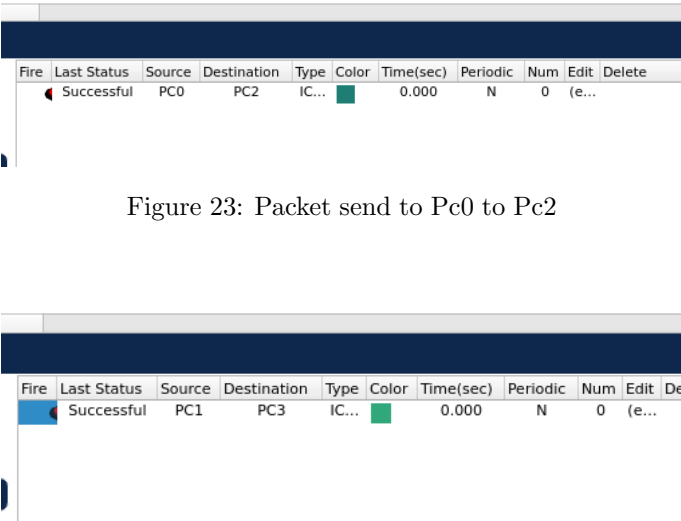 Fire Last Status Source Destination Type Color Time(sec) Periodic Num Edit Delete
Successful PC0 PC2 IC... 0.000 N 0 (e...
Figure 23: Packet send to Pc0 to Pc2
Fire Last Status Source Destination Type Color Time(sec) Periodic Num Edit De
Successful PC1 PC3 IC... 0.000 N 0 (e...